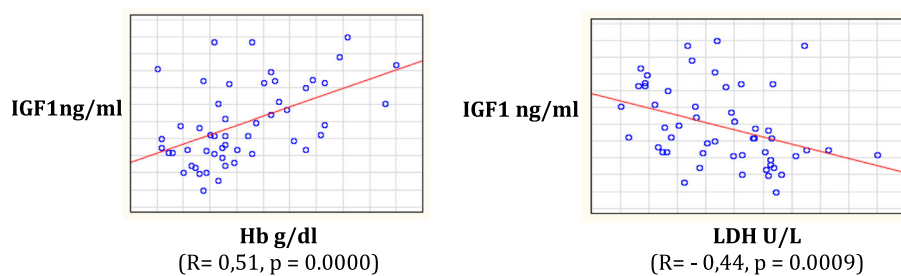 IGF1ng/ml
Hb g/dl
(R= 0,51, p = 0.0000)
IGF1 ng/ml
LDH U/L
(R= - 0,44, p = 0.0009)